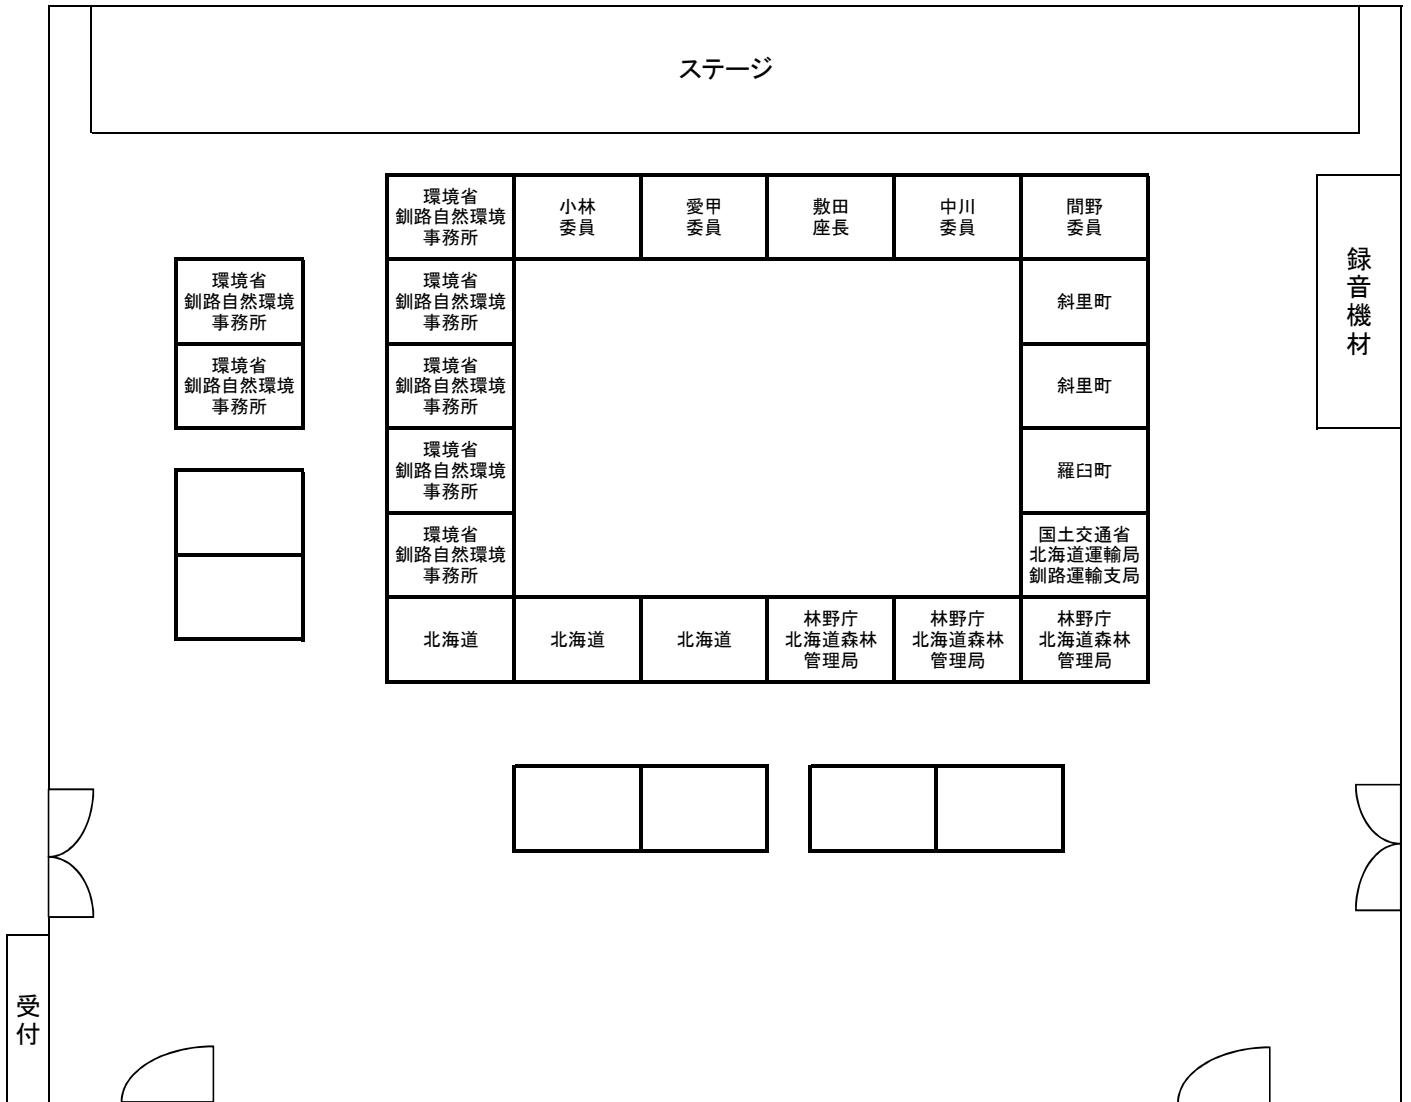 ステージ
環境省
釧路自然環境
事務所
小林
委員
愛甲
委員
敷田
座長
中川
委員
間野
委員
環境省
釧路自然環境
事務所
環境省
釧路自然環境
事務所
斜里町
録音機材
環境省
釧路自然環境
事務所
環境省
釧路自然環境
事務所
斜里町
環境省
釧路自然環境
事務所
羅臼町
環境省
釧路自然環境
事務所
国土交通省
北海道運輸局
釧路運輸支局
北海道
北海道
北海道
林野庁
北海道森林
管理局
林野庁
北海道森林
管理局
林野庁
北海道森林
管理局
受付